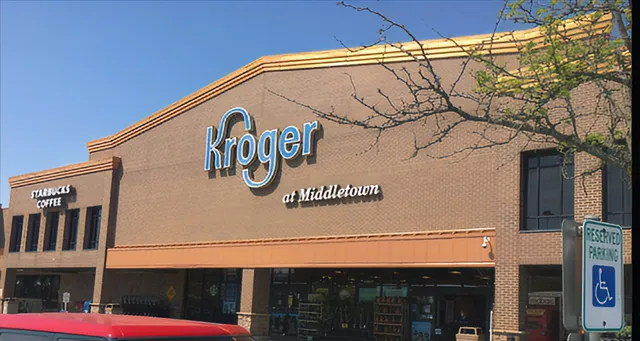 Kroger
at Middletown
STARBUCKS
COFFEE
RESERVED
PARKING